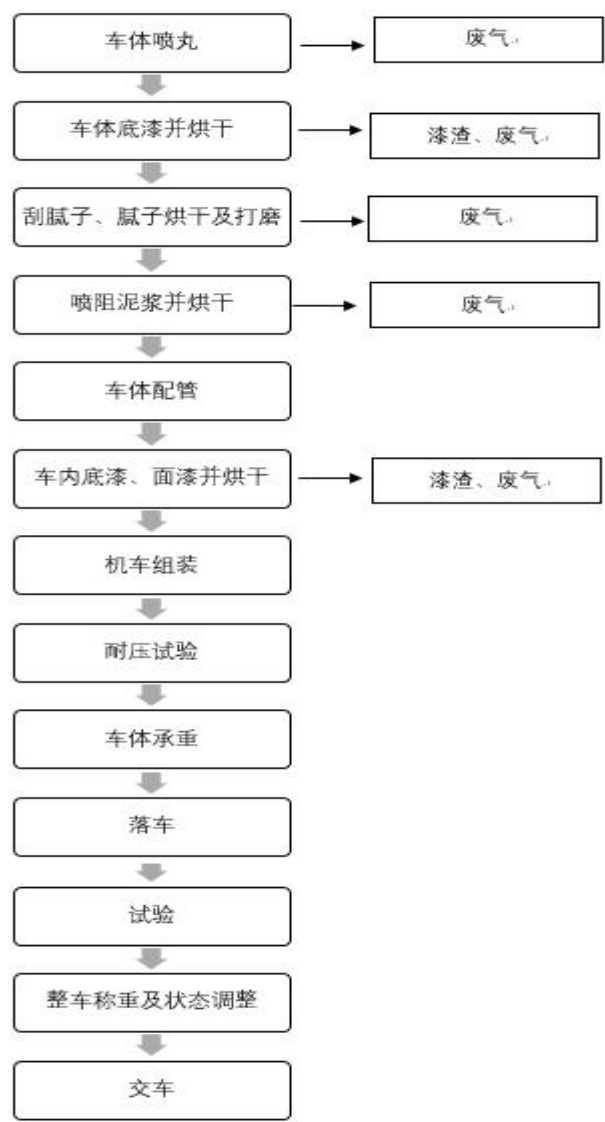 车体喷丸
废气
车体底漆并烘干
漆渣、废气
刮腻子、腻子烘干及打磨
废气
喷阻泥浆并烘干
废气
车体配管
车内底漆、面漆并烘干
漆渣、废气
机车组装
耐压试验
车体承重
落车
试验
整车称重及状态调整
交车